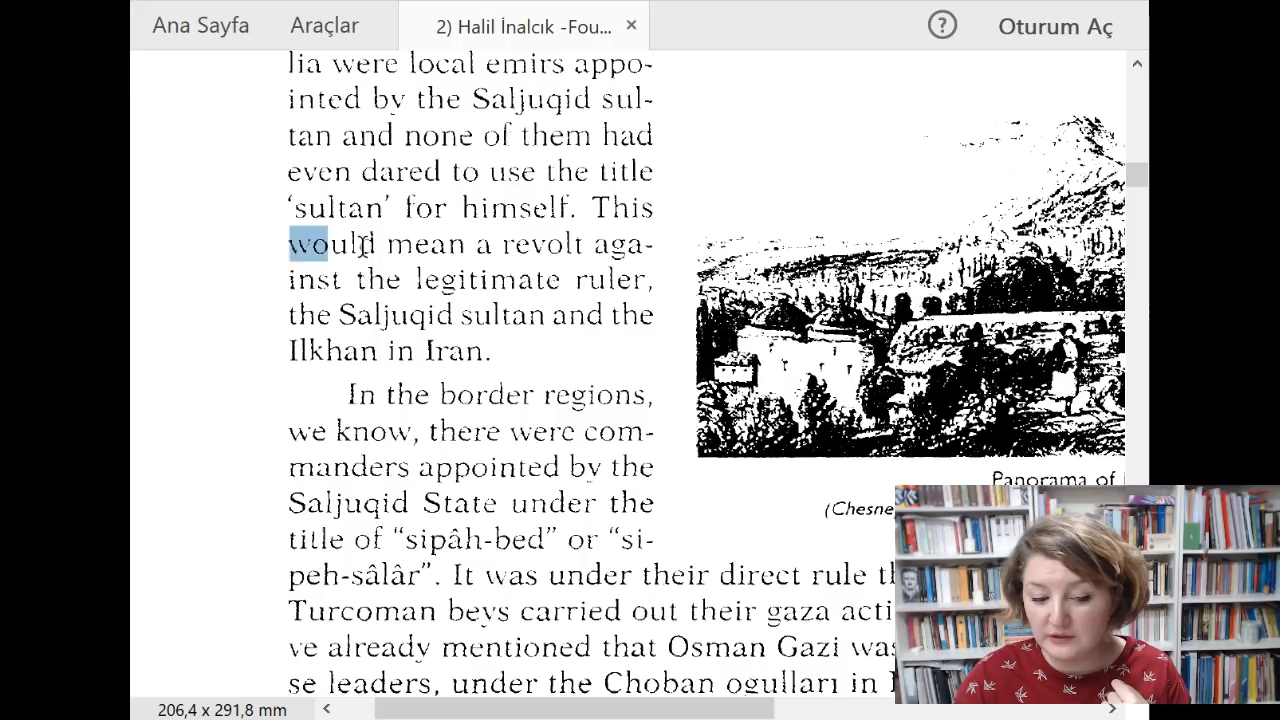 Ana Sayfa
Araçlar
2) Halil İnalcık -Fou...
×
?
Oturum Aç
lia were local emirs appo-
inted by the Saljuqid sul-
tan and none of them had
even dared to use the title
‘sultan’ for himself. This
would mean a revolt aga-
inst the legitimate ruler,
the Saljuqid sultan and the
Ilkhan in Iran.
In the border regions,
we know, there were com-
manders appointed by the
Saljuqid State under the
title of “sipâh-bed” or “si-
peh-sâlâr”. It was under their direct rule
Turcoman beys carried out their gaza acti
ve already mentioned that Osman Gazi was
se leaders, under the Choban ogulları in
Panorama of
(Chesne
206,4 x 291,8 mm